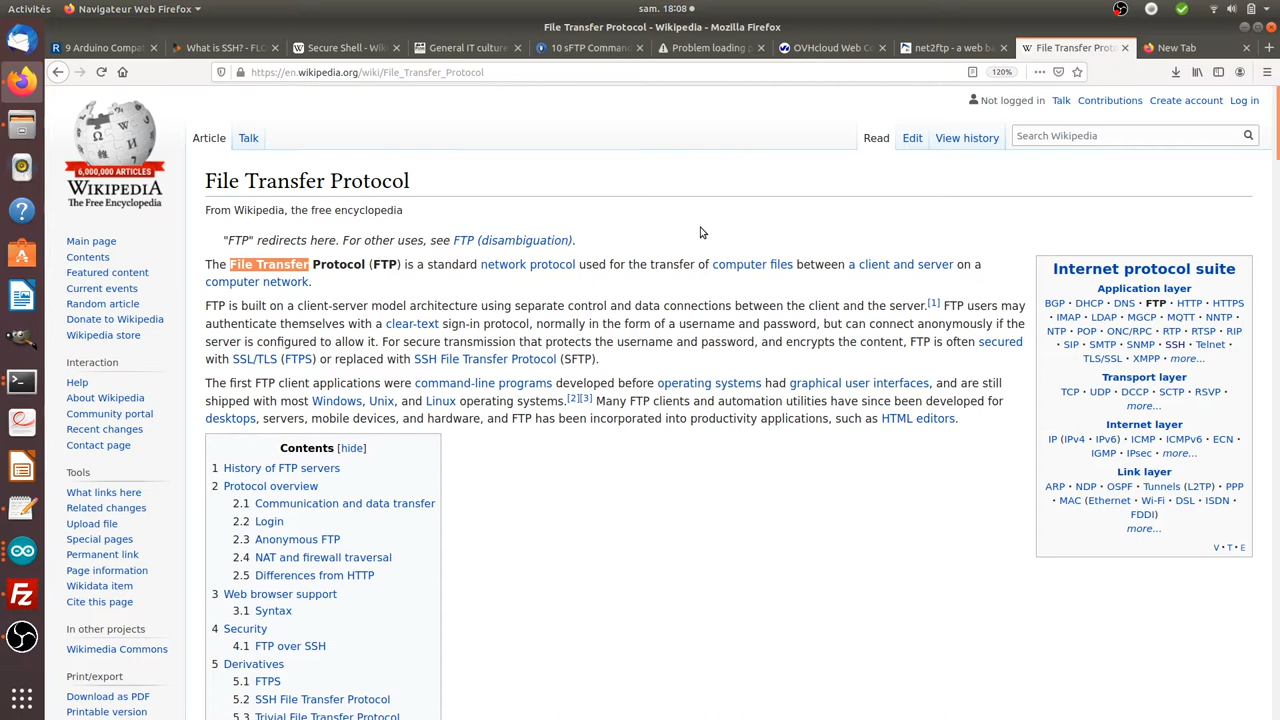 Activités
Navigateur Web Firefox
sam. 18:08
File Transfer Protocol - Wikipedia - Mozilla Firefox
9 Arduino Compat
What is SSH? - FLO
Secure Shell - Wiki
General IT culture
10 sFTP Command
Problem loading p
OVHcloud Web Co
net2ftp - a web ba
File Transfer Proto
New Tab
https://en.wikipedia.org/wiki/File_Transfer_Protocol
120%
Not logged in Talk Contributions Create account Log in
Article Talk
Read Edit View history
Search Wikipedia
6,000,000 ARTICLES
WIKIPEDIA
The Free Encyclopedia
Main page
Contents
Featured content
Current events
Random article
Donate to Wikipedia
Wikipedia store
Interaction
Help
About Wikipedia
Community portal
Recent changes
Contact page
Tools
What links here
Related changes
Upload file
Special pages
Permanent link
Page information
Wikidata item
Cite this page
In other projects
Wikimedia Commons
Print/export
Download as PDF
Printable version
File Transfer Protocol
From Wikipedia, the free encyclopedia
"FTP" redirects here. For other uses, see FTP (disambiguation).
The File Transfer Protocol (FTP) is a standard network protocol used for the transfer of computer files between a client and server on a
computer network.
FTP is built on a client-server model architecture using separate control and data connections between the client and the server.[1] FTP users may
authenticate themselves with a clear-text sign-in protocol, normally in the form of a username and password, but can connect anonymously if the
server is configured to allow it. For secure transmission that protects the username and password, and encrypts the content, FTP is often secured
with SSL/TLS (FTPS) or replaced with SSH File Transfer Protocol (SFTP).
The first FTP client applications were command-line programs developed before operating systems had graphical user interfaces, and are still
shipped with most Windows, Unix, and Linux operating systems.[2][3] Many FTP clients and automation utilities have since been developed for
desktops, servers, mobile devices, and hardware, and FTP has been incorporated into productivity applications, such as HTML editors.
Contents [hide]
1 History of FTP servers
2 Protocol overview
2.1 Communication and data transfer
2.2 Login
2.3 Anonymous FTP
2.4 NAT and firewall traversal
2.5 Differences from HTTP
3 Web browser support
3.1 Syntax
4 Security
4.1 FTP over SSH
5 Derivatives
5.1 FTPS
5.2 SSH File Transfer Protocol
5.3 Trivial File Transfer Protocol
Internet protocol suite
Application layer
BGP · DHCP · DNS · FTP · HTTP · HTTPS
· IMAP · LDAP · MGCP · MQTT · NNTP ·
NTP · POP · ONC/RPC · RTP · RTSP · RIP
· SIP · SMTP · SNMP · SSH · Telnet ·
TLS/SSL · XMPP · more...
Transport layer
TCP · UDP · DCCP · SCTP · RSVP ·
more...
Internet layer
IP (IPv4 · IPv6) · ICMP · ICMPv6 · ECN ·
IGMP · IPsec · more...
Link layer
ARP · NDP · OSPF · Tunnels (L2TP) · PPP
· MAC (Ethernet · Wi-Fi · DSL · ISDN ·
FDDI)
more...
V · T · E